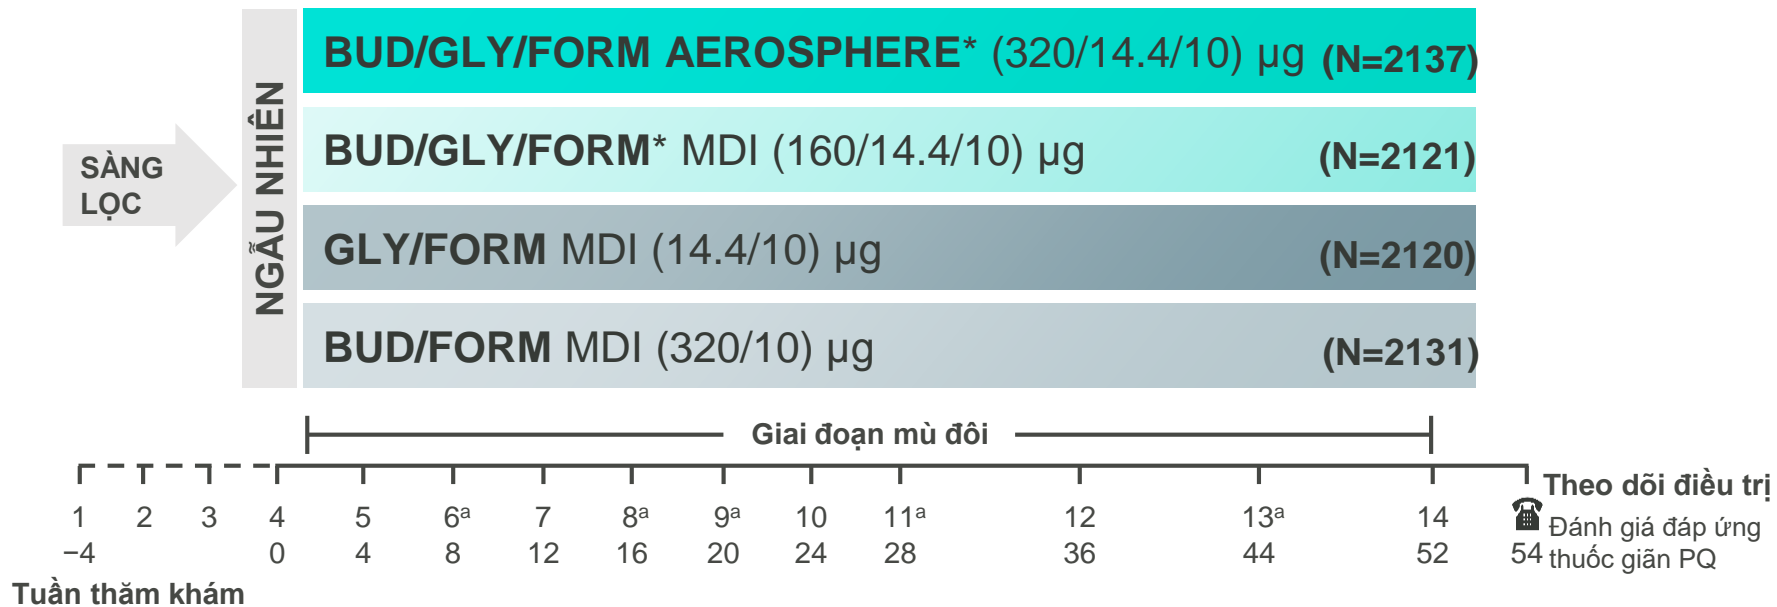 BUD/GLY/FORM AEROSPHERE* (320/14.4/10) µg (N=2137)
BUD/GLY/FORM* MDI (160/14.4/10) µg (N=2121)
SÀNG
LỌC
NGẪU NHIÊN
GLY/FORM MDI (14.4/10) µg (N=2120)
BUD/FORM MDI (320/10) µg (N=2131)
Giai đoạn mù đôi
1 2 3 4 5 6ª 7 8ª 9ª 10 11ª 12 13ª 14
−4 0 4 8 12 16 20 24 28 36 44 52 54
Theo dõi điều trị
☎ Đánh giá đáp ứng
thuốc giãn PQ
Tuần thăm khám